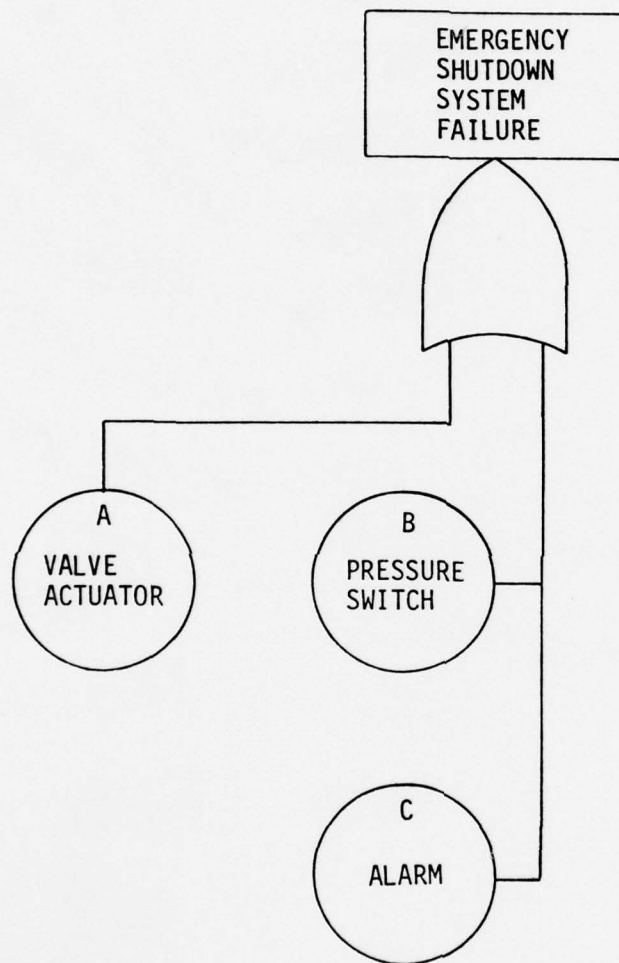 EMERGENCY
SHUTDOWN
SYSTEM
FAILURE
A
VALVE
ACTUATOR
B
PRESSURE
SWITCH
C
ALARM